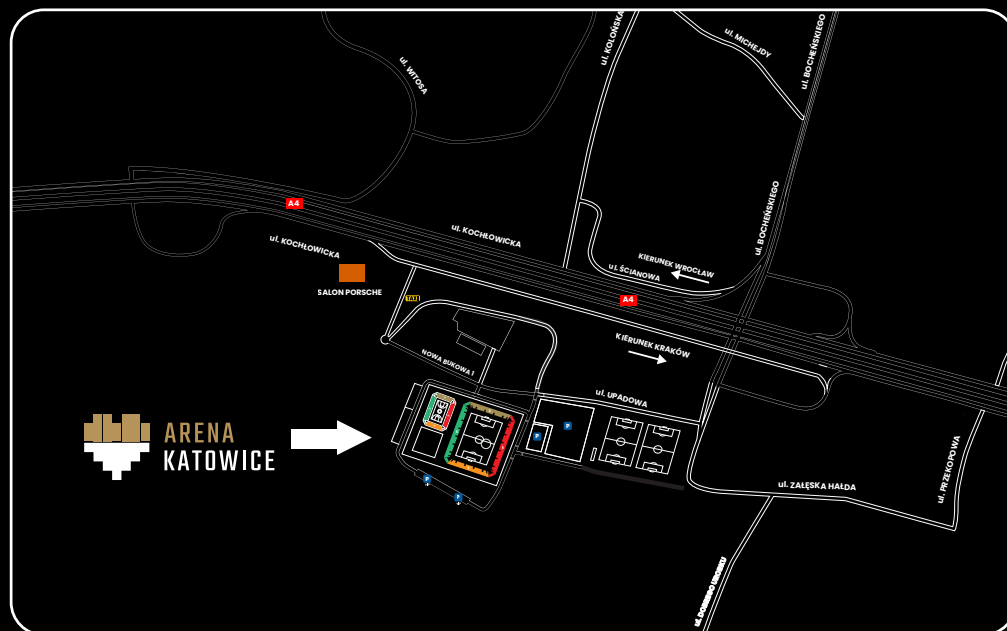 ul. KOLOŃSKA
ul. MICHEJDY
ul. BOCHEŃSKIEGO
ul. WITOSA
A4
ul. BOCHEŃSKIEGO
ul. KOCHŁOWICKA
ul. KOCHŁOWICKA
KIERUNEK WROCŁAW
ul. ŚCIANOWA
SALON PORSCHE
TAXI
A4
KIERUNEK KRAKÓW
NOWA BUKOWA 1
ul. UPADOWA
ARENA
KATOWICE
P
P
P
P
ul. ZAŁĘSKA HAŁDA
ul. PRZEKOPOWA